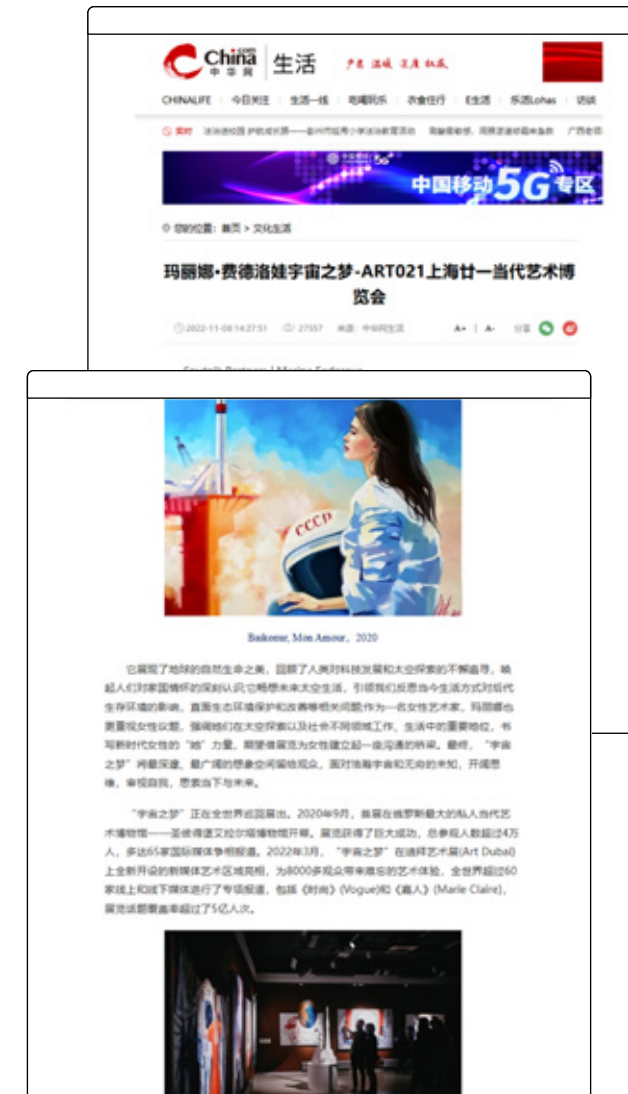 China
.com
中华网
生活
CHINALIFE 今日关注 生活一线 吃喝玩乐 衣食住行 E生活 乐活Lohas 访谈
实时
中国移动5G专区
您的位置：首页 > 文化生活
玛丽娜·费德洛娃宇宙之梦-ART021上海廿一当代艺术博
览会
2022-11-08 14:27:51 27557 来源：中华网生活 A+ | A- 分享
CCCP
Baikonur, Mon Amour，2020
它展现了地球的自然生命之美，回顾了人类对科技发展和太空探索的不懈追寻，唤
起人们对家国情怀的深刻认识;它畅想未来太空生活，引领我们反思当今生活方式对后代
生存环境的影响，直面生态环境保护和改善等相关问题;作为一名女性艺术家，玛丽娜也
更重视女性议题，强调她们在太空探索以及社会不同领域工作、生活中的重要地位，书
写新时代女性的“她”力量，期望借展览为女性建立起一座沟通的桥梁。最终，“宇宙
之梦”将最深邃、最广阔的想象空间留给观众，面对浩瀚宇宙和无穷的未知，开阔思
维，审视自我，思索当下与未来。
“宇宙之梦”正在全世界巡回展出。2020年9月，首展在俄罗斯最大的私人当代艺
术博物馆——圣彼得堡艾拉尔塔博物馆开幕。展览获得了巨大成功，总参观人数超过4万
人，多达65家国际媒体争相报道。2022年3月，“宇宙之梦”在迪拜艺术展(Art Dubai)
上全新开设的新媒体艺术区域亮相，为8000多观众带来难忘的艺术体验，全世界超过60
家线上和线下媒体进行了专项报道，包括《时尚》(Vogue)和《嘉人》(Marie Claire)，
展览话题覆盖率超过了5亿人次。